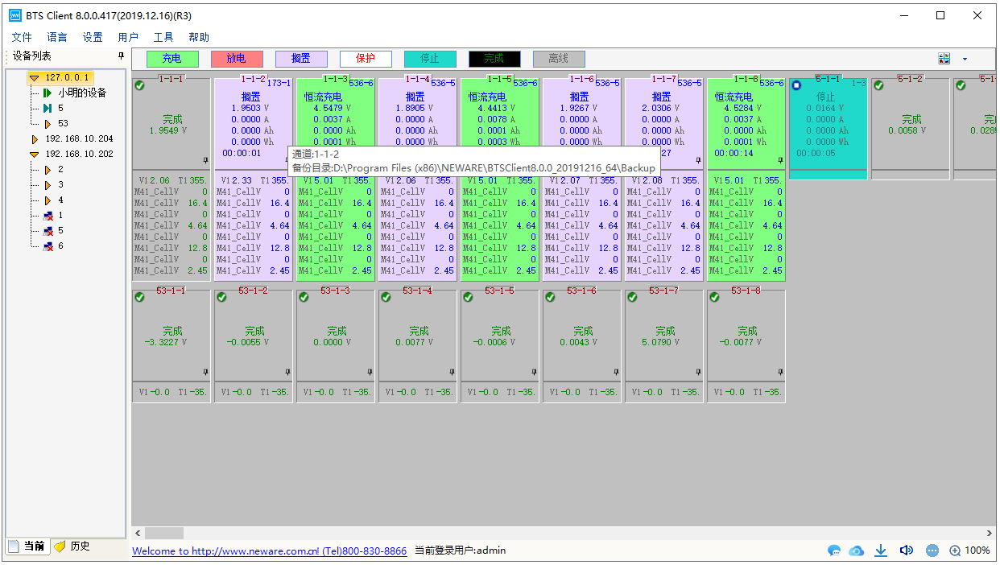 BTS Client 8.0.0.417(2019.12.16)(R3)
文件 语言 设置 用户 工具 帮助
设备列表
充电 放电 搁置 保护 停止 完成 离线
127.0.0.1
小明的设备
5
53
192.168.10.204
192.168.10.202
2
3
4
1
5
6
当前 历史
1-1-1
完成
1.9549 V
V1 2.06 T1 355.
M41_CellV 0
M41_CellV 16.4
M41_CellV 0
M41_CellV 4.64
M41_CellV 0
M41_CellV 12.8
M41_CellV 0
M41_CellV 2.45
1-1-2 173-1
搁置
1.9503 V
0.0000 A
0.0000 Ah
0.0000 Wh
00:00:01
V1 2.33 T1 355.
M41_CellV 0
M41_CellV 16.4
M41_CellV 0
M41_CellV 4.64
M41_CellV 0
M41_CellV 12.8
M41_CellV 0
M41_CellV 2.45
1-1-3 536-6
恒流充电
4.5479 V
0.0037 A
0.0000 Ah
0.0001 Wh
通道:1-1-2
备份目录:D:\Program Files (x86)\NEWARE\BTSClient8.0.0_20191216_64\Backup
V1 5.01 T1 355.
M41_CellV 0
M41_CellV 16.4
M41_CellV 0
M41_CellV 4.64
M41_CellV 0
M41_CellV 12.8
M41_CellV 0
M41_CellV 2.45
1-1-4 536-5
搁置
1.8905 V
0.0000 A
0.0000 Ah
0.0000 Wh
V1 2.06 T1 355.
M41_CellV 0
M41_CellV 16.4
M41_CellV 0
M41_CellV 4.64
M41_CellV 0
M41_CellV 12.8
M41_CellV 0
M41_CellV 2.45
1-1-5 536-6
恒流充电
4.4413 V
0.0078 A
0.0001 Ah
0.0003 Wh
V1 5.01 T1 355.
M41_CellV 0
M41_CellV 16.4
M41_CellV 0
M41_CellV 4.64
M41_CellV 0
M41_CellV 12.8
M41_CellV 0
M41_CellV 2.45
1-1-6 536-5
搁置
1.9267 V
0.0000 A
0.0000 Ah
0.0000 Wh
V1 2.07 T1 355.
M41_CellV 0
M41_CellV 16.4
M41_CellV 0
M41_CellV 4.64
M41_CellV 0
M41_CellV 12.8
M41_CellV 0
M41_CellV 2.45
1-1-7 536-5
搁置
2.0306 V
0.0000 A
0.0000 Ah
0.0000 Wh
27
V1 2.08 T1 355.
M41_CellV 0
M41_CellV 16.4
M41_CellV 0
M41_CellV 4.64
M41_CellV 0
M41_CellV 12.8
M41_CellV 0
M41_CellV 2.45
1-1-8 536-6
恒流充电
4.5284 V
0.0037 A
0.0000 Ah
0.0001 Wh
00:00:14
V1 5.01 T1 355.
M41_CellV 0
M41_CellV 16.4
M41_CellV 0
M41_CellV 4.64
M41_CellV 0
M41_CellV 12.8
M41_CellV 0
M41_CellV 2.45
5-1-1 1-3
停止
0.0164 V
0.0000 A
0.0000 Ah
0.0000 Wh
00:00:05
5-1-2
完成
0.0058 V
5-1
完
0.028
53-1-1
完成
-3.3227 V
V1 -0.0 T1 -35.
53-1-2
完成
-0.0055 V
V1 -0.0 T1 -35.
53-1-3
完成
0.0000 V
V1 -0.0 T1 -35.
53-1-4
完成
0.0077 V
V1 -0.0 T1 -35.
53-1-5
完成
-0.0006 V
V1 -0.0 T1 -35.
53-1-6
完成
0.0043 V
V1 -0.0 T1 -35.
53-1-7
完成
5.0790 V
V1 -0.0 T1 -35.
53-1-8
完成
-0.0077 V
V1 -0.0 T1 -35.
Welcome to http://www.neware.com.cn! (Tel)800-830-8866 当前登录用户:admin
100%